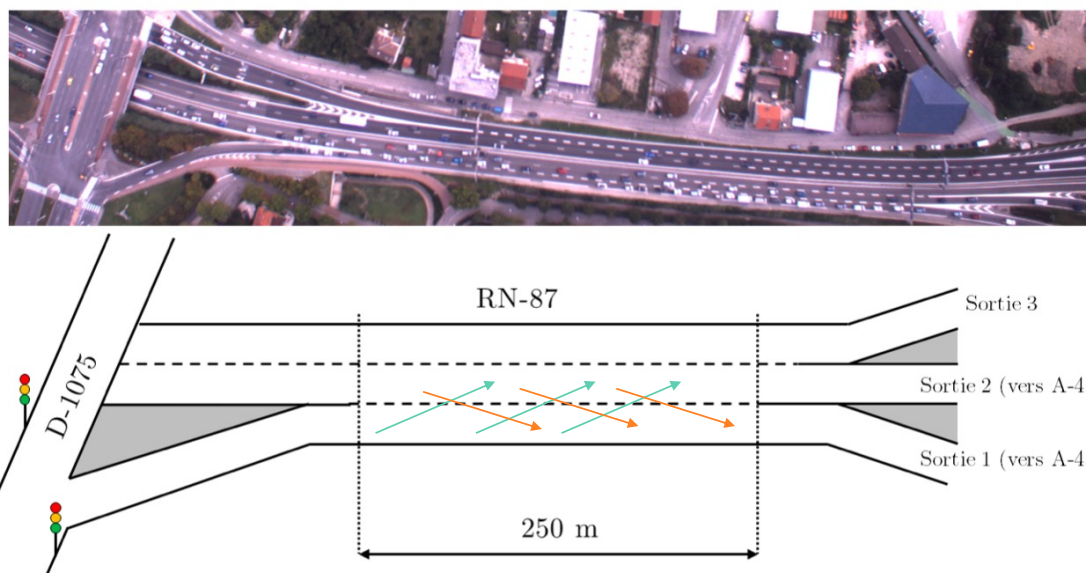 RN-87
Sortie 3
D-1075
Sortie 2 (vers A-4
Sortie 1 (vers A-4
250 m